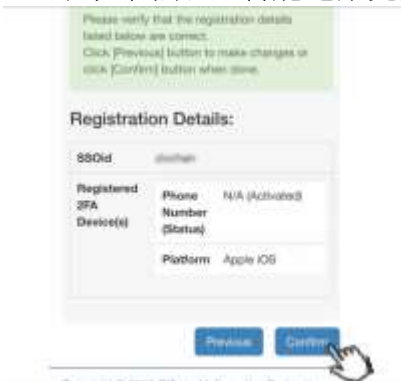 Please verify that the registration details
listed below are correct.
Click [Previous] button to make changes or
click [Confirm] button when done.
Registration Details:
SSOid
Registered
2FA
Device(s)
Phone
Number
(Status)
N/A (Activated)
Platform
Apple iOS
Previous
Confirm